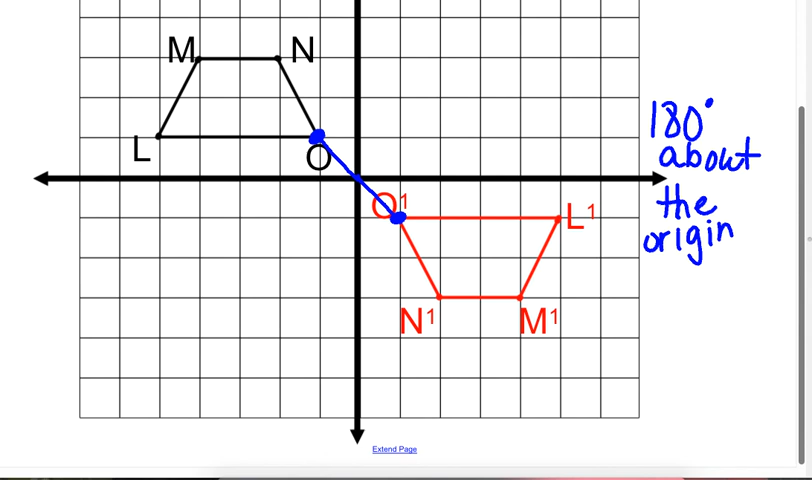 M
N
180°
about
L
O
the
origin
O1
L1
N1
M1
Extend Page